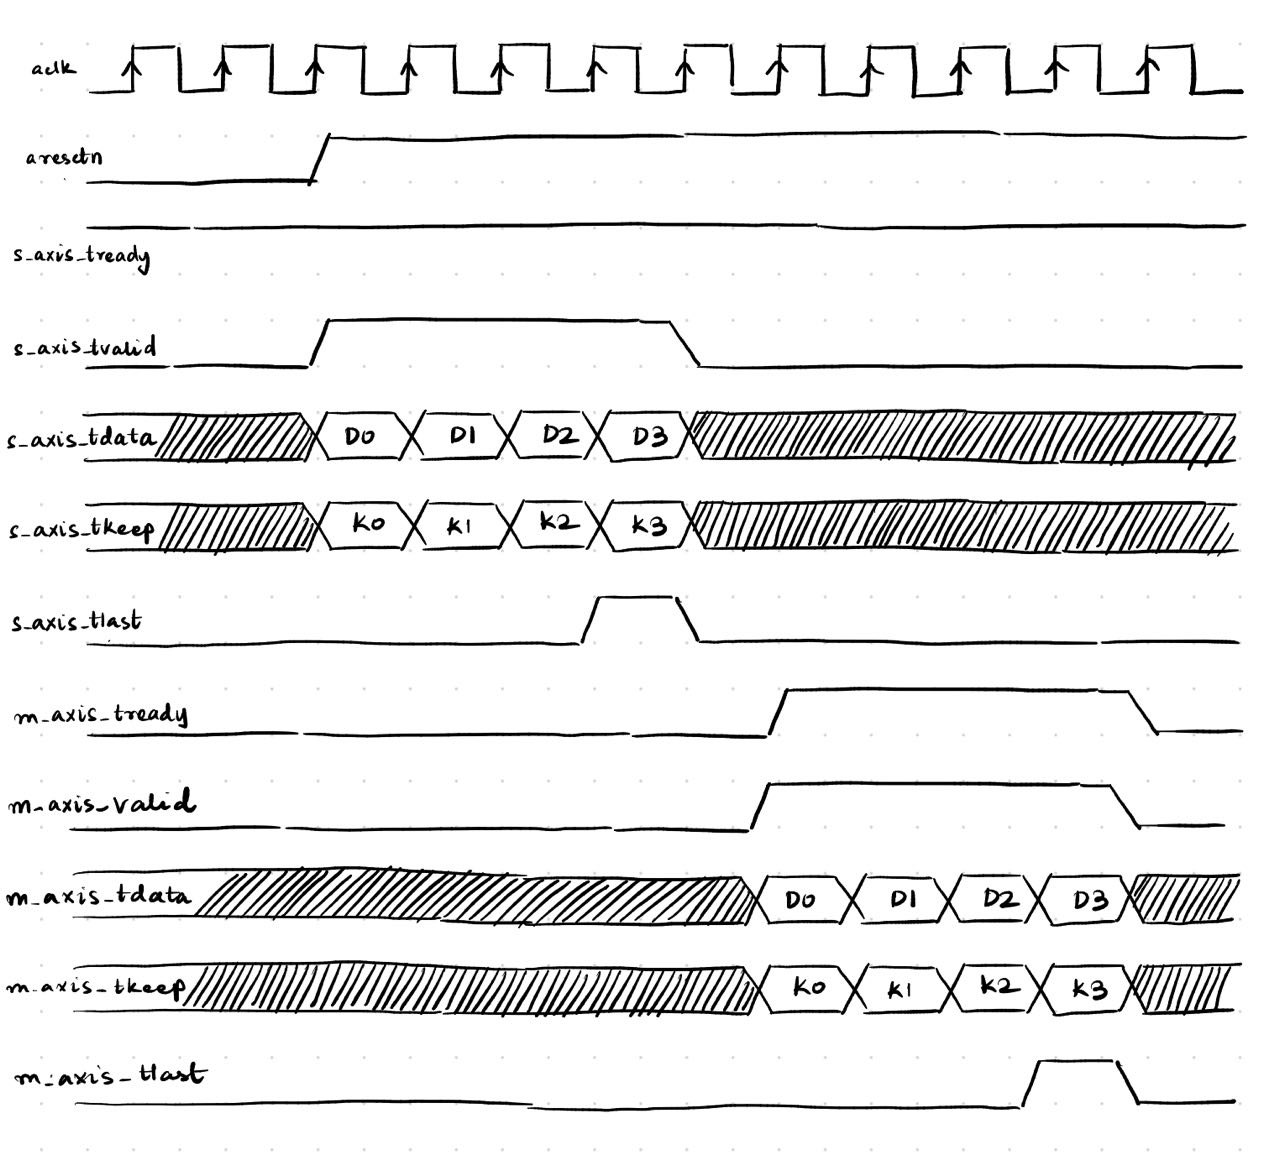 aclk
aresetn
s_axis_tready
s_axis_tvalid
s_axis_tdata D0 D1 D2 D3
s_axis_tkeep K0 K1 K2 K3
s_axis_tlast
m_axis_tready
m_axis_valid
m_axis_tdata D0 D1 D2 D3
m_axis_tkeep K0 K1 K2 K3
m_axis_tlast